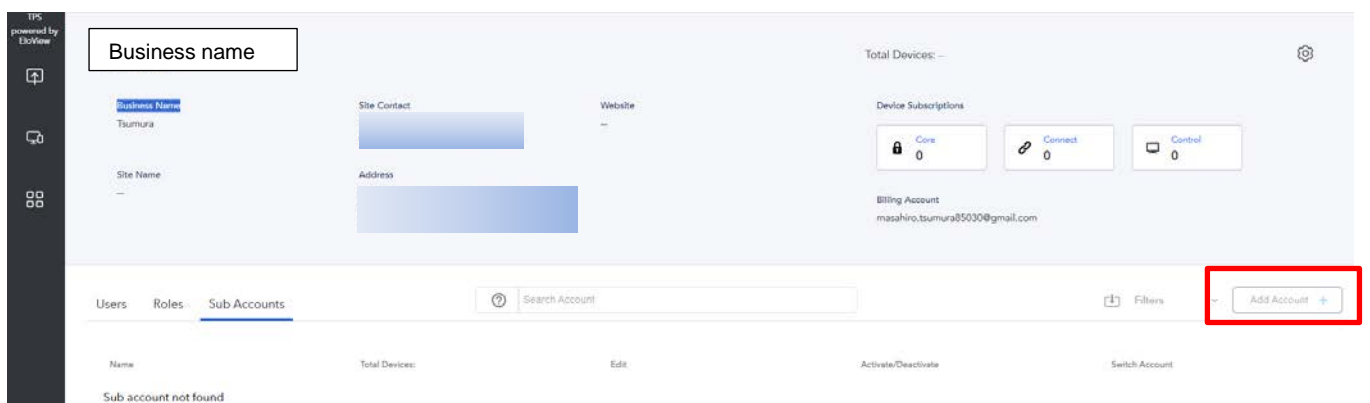 TPS
powered by
EloView
Business name
Total Devices: –
Business Name
Tsumura
Site Contact
Website
–
Device Subscriptions
Core
0
Connect
0
Control
0
Site Name
–
Address
Billing Account
masahiro.tsumura85030@gmail.com
Users Roles Sub Accounts
Search Account
Filters
Add Account +
Name Total Devices: Edit Activate/Deactivate Switch Account
Sub account not found